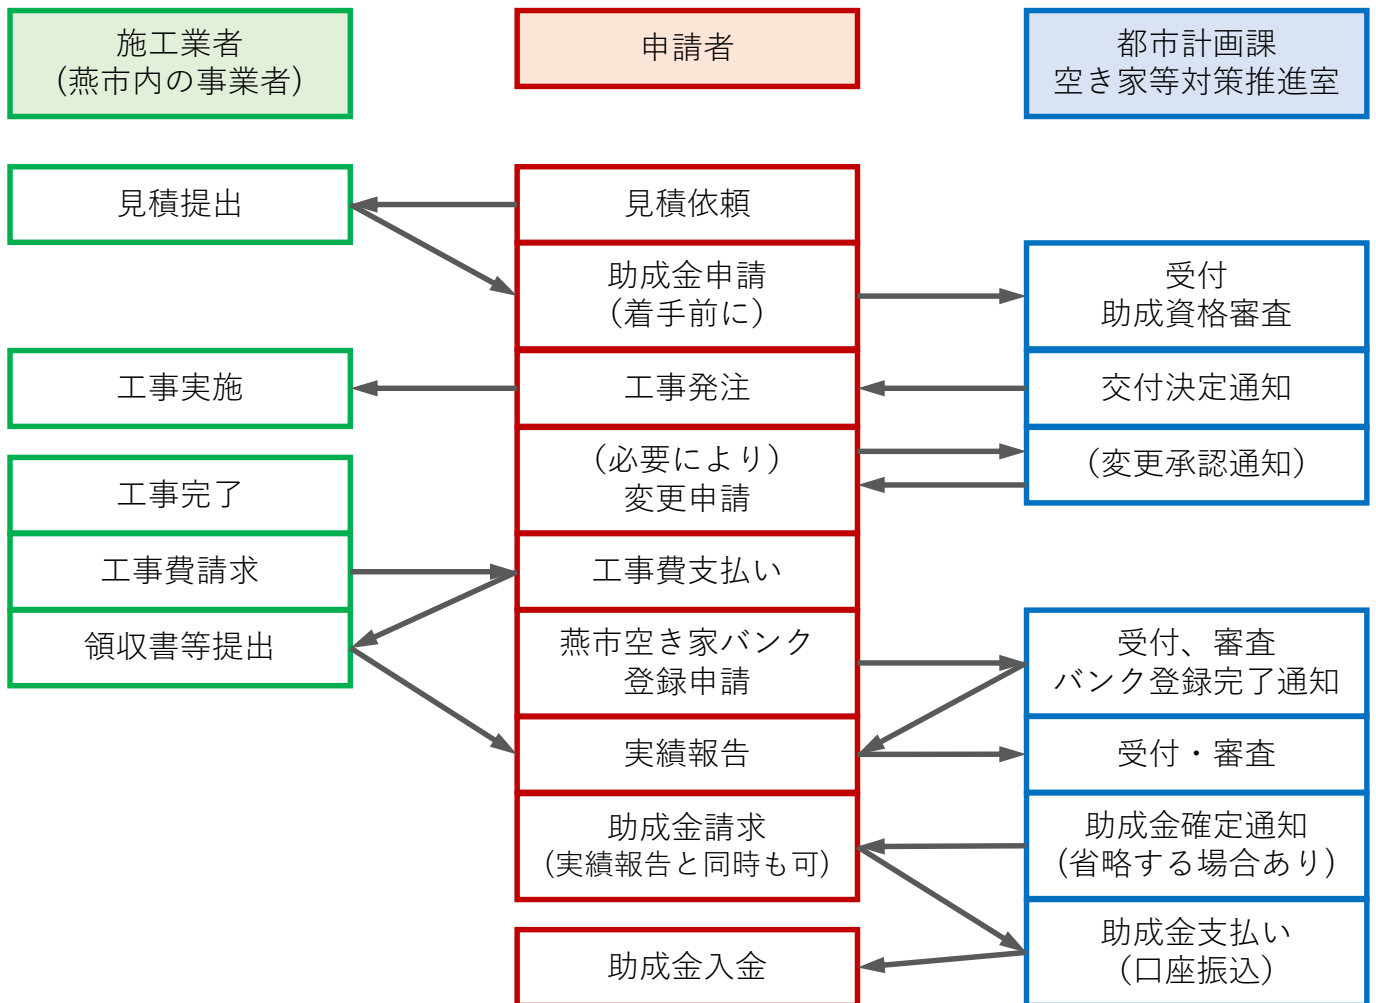 施工業者
(燕市内の事業者)
申請者
都市計画課
空き家等対策推進室
見積提出
見積依頼
助成金申請
(着手前に)
受付
助成資格審査
工事実施
工事発注
交付決定通知
(必要により)
変更申請
(変更承認通知)
工事完了
工事費請求
工事費支払い
領収書等提出
燕市空き家バンク
登録申請
受付、審査
バンク登録完了通知
実績報告
受付・審査
助成金請求
(実績報告と同時も可)
助成金確定通知
(省略する場合あり)
助成金支払い
(口座振込)
助成金入金